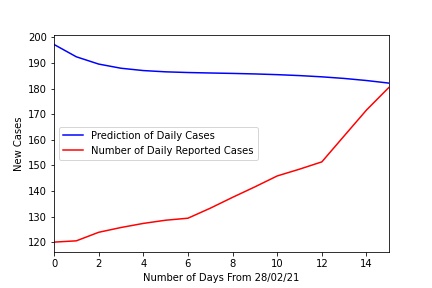 200
190
180
170
160
150
140
130
120
New Cases
Prediction of Daily Cases
Number of Daily Reported Cases
0 2 4 6 8 10 12 14
Number of Days From 28/02/21